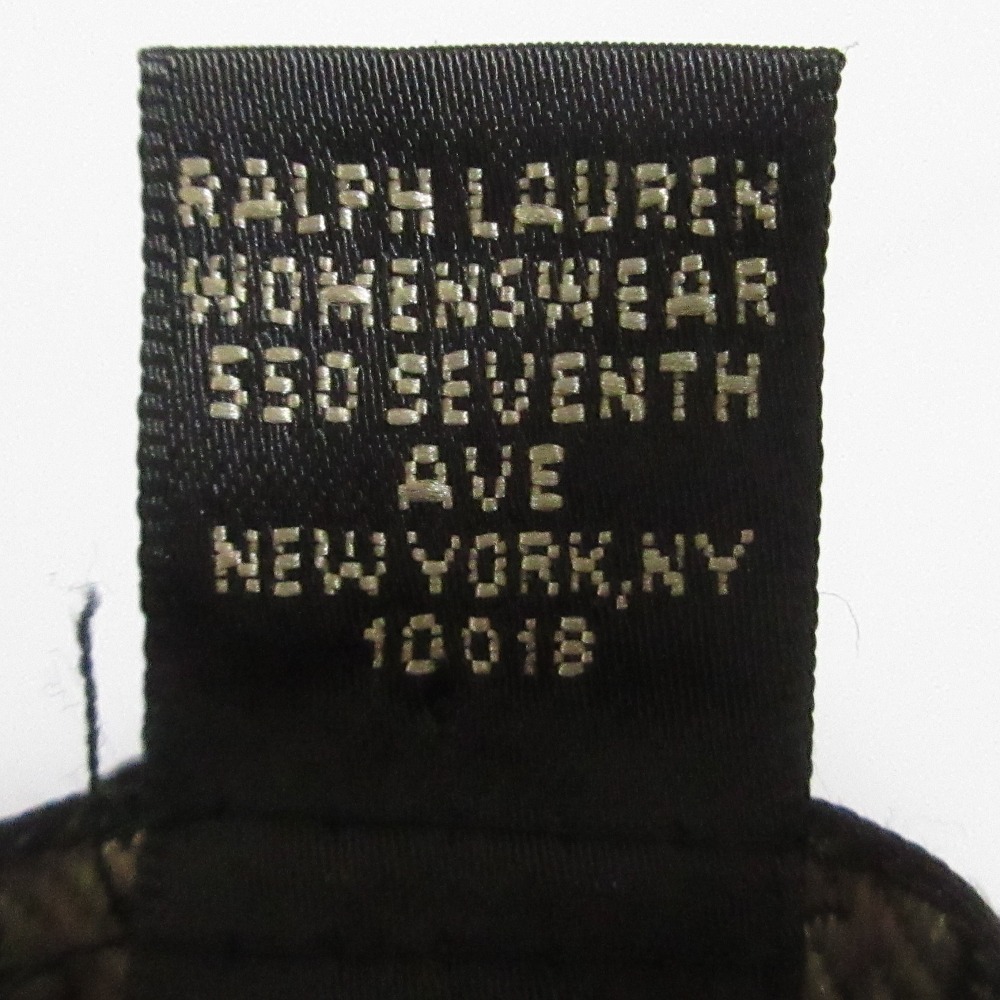 RALPH LAUREN
WOMENSWEAR
550 SEVENTH
AVE
NEW YORK, NY
10018